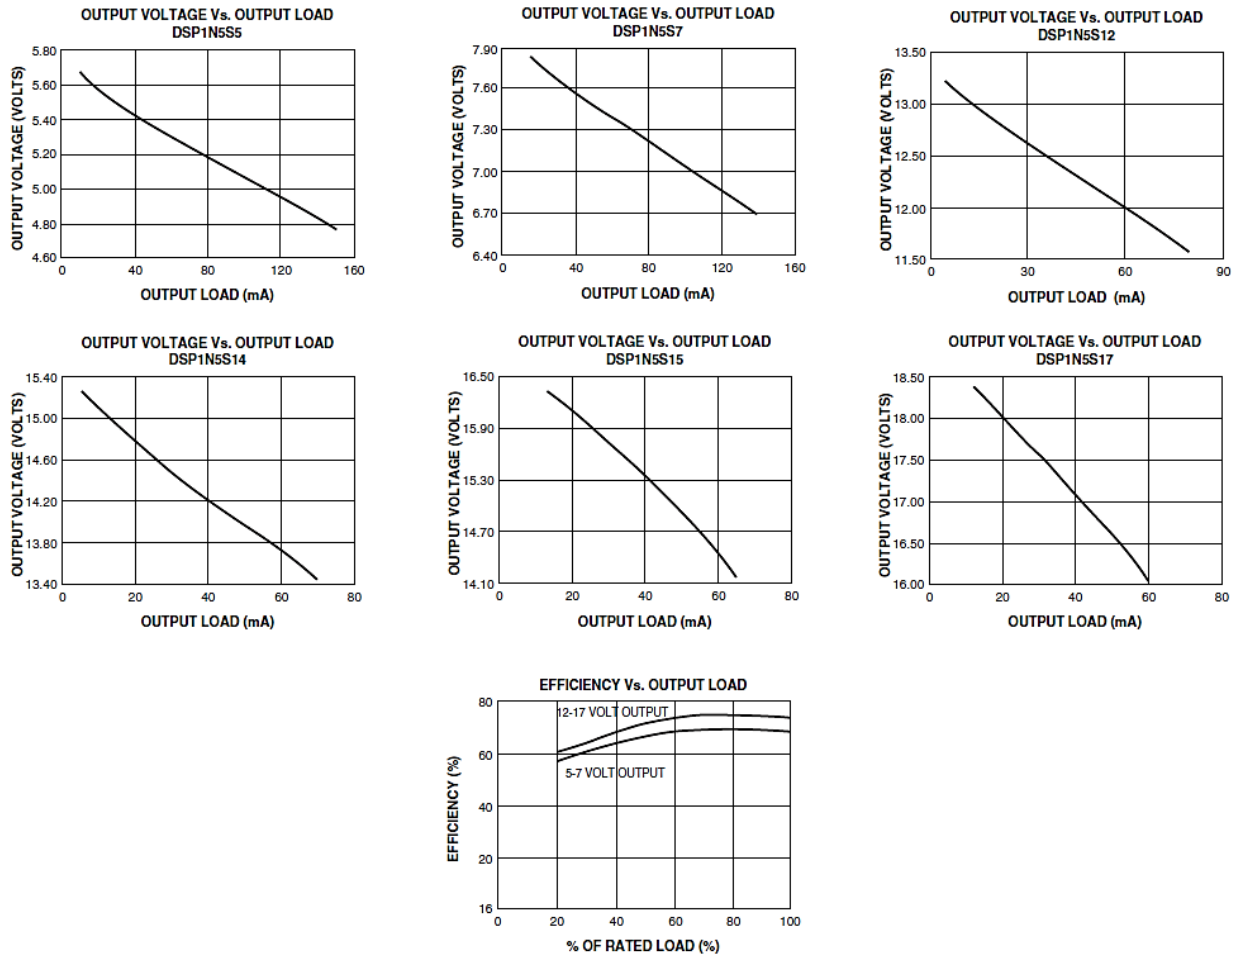 OUTPUT VOLTAGE Vs. OUTPUT LOAD
DSP1N5S5
OUTPUT VOLTAGE (VOLTS)
5.80
5.60
5.40
5.20
5.00
4.80
4.60
0 40 80 120 160
OUTPUT LOAD (mA)
OUTPUT VOLTAGE Vs. OUTPUT LOAD
DSP1N5S7
OUTPUT VOLTAGE (VOLTS)
7.90
7.60
7.30
7.00
6.70
6.40
0 40 80 120 160
OUTPUT LOAD (mA)
OUTPUT VOLTAGE Vs. OUTPUT LOAD
DSP1N5S12
OUTPUT VOLTAGE (VOLTS)
13.50
13.00
12.50
12.00
11.50
0 30 60 90
OUTPUT LOAD (mA)
OUTPUT VOLTAGE Vs. OUTPUT LOAD
DSP1N5S14
OUTPUT VOLTAGE (VOLTS)
15.40
15.00
14.60
14.20
13.80
13.40
0 20 40 60 80
OUTPUT LOAD (mA)
OUTPUT VOLTAGE Vs. OUTPUT LOAD
DSP1N5S15
OUTPUT VOLTAGE (VOLTS)
16.50
15.90
15.30
14.70
14.10
0 20 40 60 80
OUTPUT LOAD (mA)
OUTPUT VOLTAGE Vs. OUTPUT LOAD
DSP1N5S17
OUTPUT VOLTAGE (VOLTS)
18.50
18.00
17.50
17.00
16.50
16.00
0 20 40 60 80
OUTPUT LOAD (mA)
EFFICIENCY Vs. OUTPUT LOAD
EFFICIENCY (%)
80
60
40
20
16
12-17 VOLT OUTPUT
5-7 VOLT OUTPUT
0 20 40 60 80 100
% OF RATED LOAD (%)